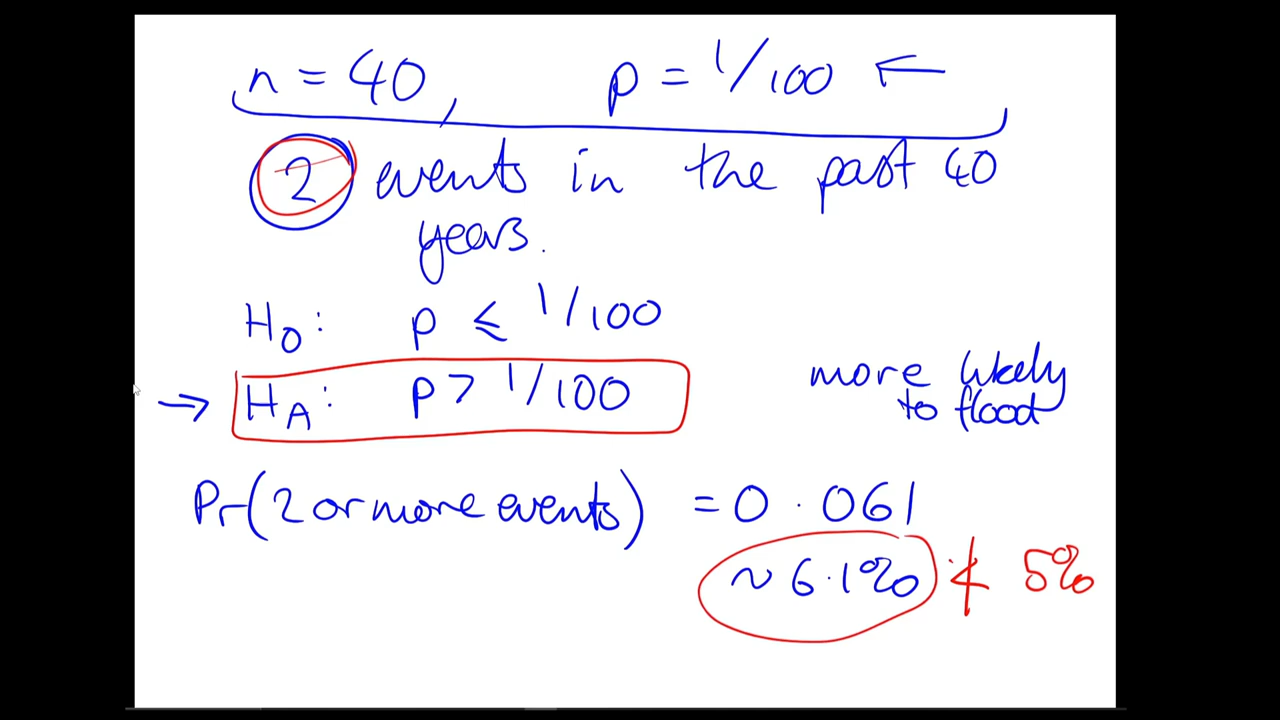 n = 40, p = 1/100 ←
2 events in the past 40
years.
H0: p ≤ 1/100
→ HA: p > 1/100
more likely
to flood
Pr(2 or more events) = 0.061
~ 6.1% ≮ 5%